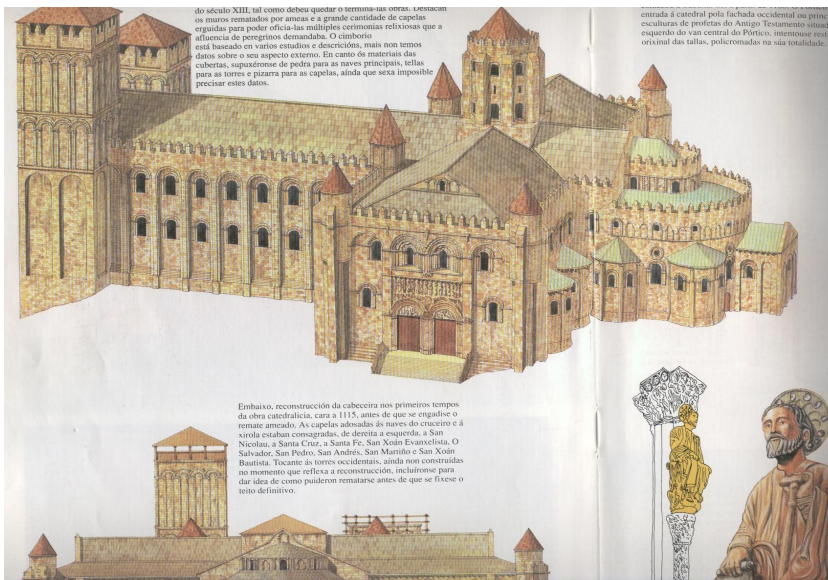 do século XIII, tal como debeu quedar ó termina-las obras. Destacan
os muros rematados por ameas e a grande cantidade de capelas
erguidas para poder oficia-las múltiples cerimonias relixiosas que a
afluencia de peregrinos demandaba. O cimborio
está baseado en varios estudios e descricións, mais non temos
datos sobre o seu aspecto externo. En canto ós materiais das
cubertas, supuxéronse de pedra para as naves principais, tellas
para as torres e pizarra para as capelas, aínda que sexa imposible
precisar estes datos.
entrada á catedral pola fachada occidental ou princ
esculturas de profetas do Antigo Testamento situad
esquerdo do van central do Pórtico, intentouse rest
orixinal das tallas, policromadas na súa totalidade.
Embaixo, reconstrucción da cabeceira nos primeiros tempos
da obra catedralicia, cara a 1115, antes de que se engadise o
remate ameado. As capelas adosadas ás naves do cruceiro e á
xirola estaban consagradas, de dereita a esquerda, a San
Nicolau, a Santa Cruz, a Santa Fe, San Xoán Evanxelista, O
Salvador, San Pedro, San Andrés, San Martiño e San Xoán
Bautista. Tocante ás torres occidentais, aínda non construídas
no momento que reflexa a reconstrucción, incluíronse para
dar idea de como puideron rematarse antes de que se fixese o
teito definitivo.